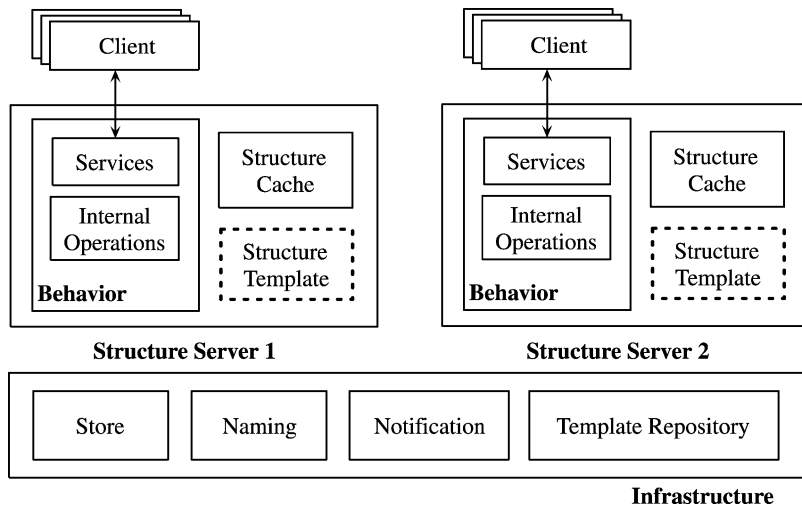 Client
Client
Services
Structure
Cache
Internal
Operations
Structure
Template
Behavior
Services
Structure
Cache
Internal
Operations
Structure
Template
Behavior
Structure Server 1
Structure Server 2
Store
Naming
Notification
Template Repository
Infrastructure